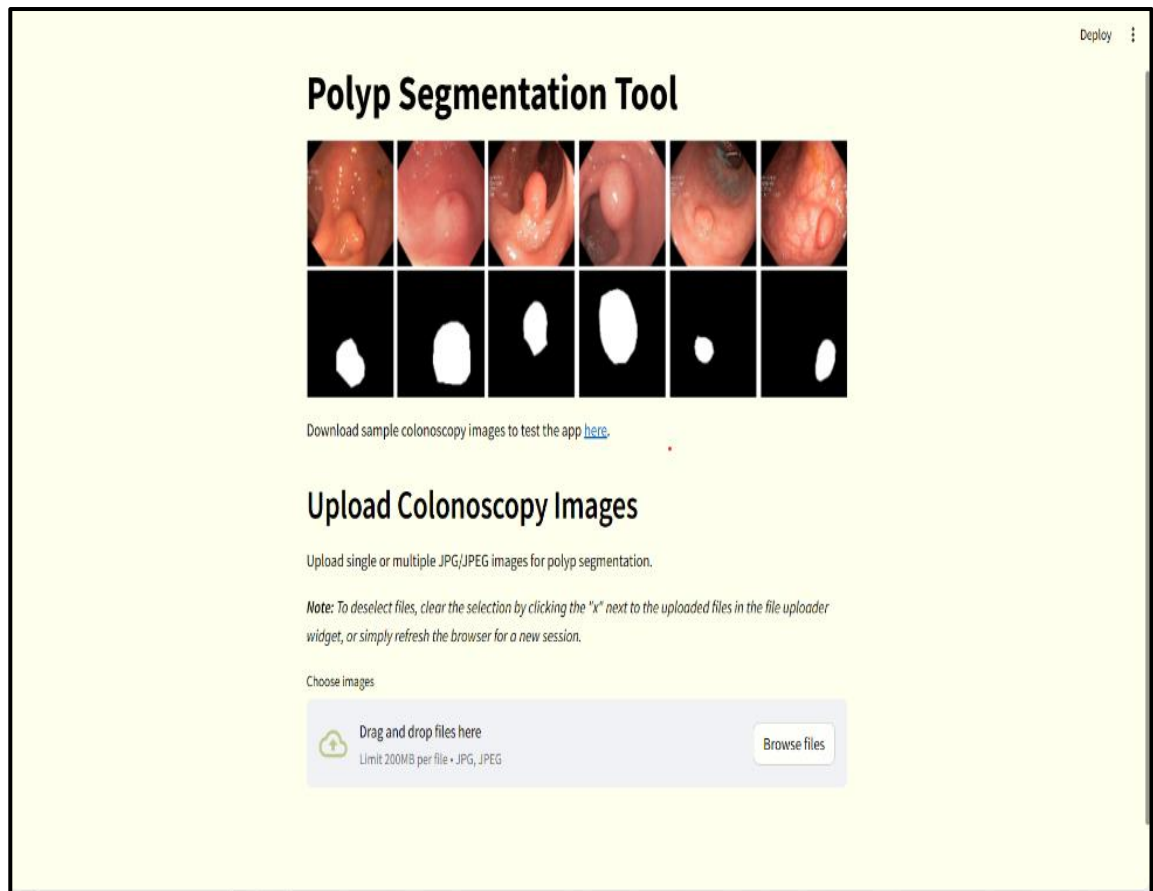 Deploy
Polyp Segmentation Tool
Download sample colonoscopy images to test the app here.
Upload Colonoscopy Images
Upload single or multiple JPG/JPEG images for polyp segmentation.
Note: To deselect files, clear the selection by clicking the "x" next to the uploaded files in the file uploader
widget, or simply refresh the browser for a new session.
Choose images
Drag and drop files here
Limit 200MB per file • JPG, JPEG
Browse files